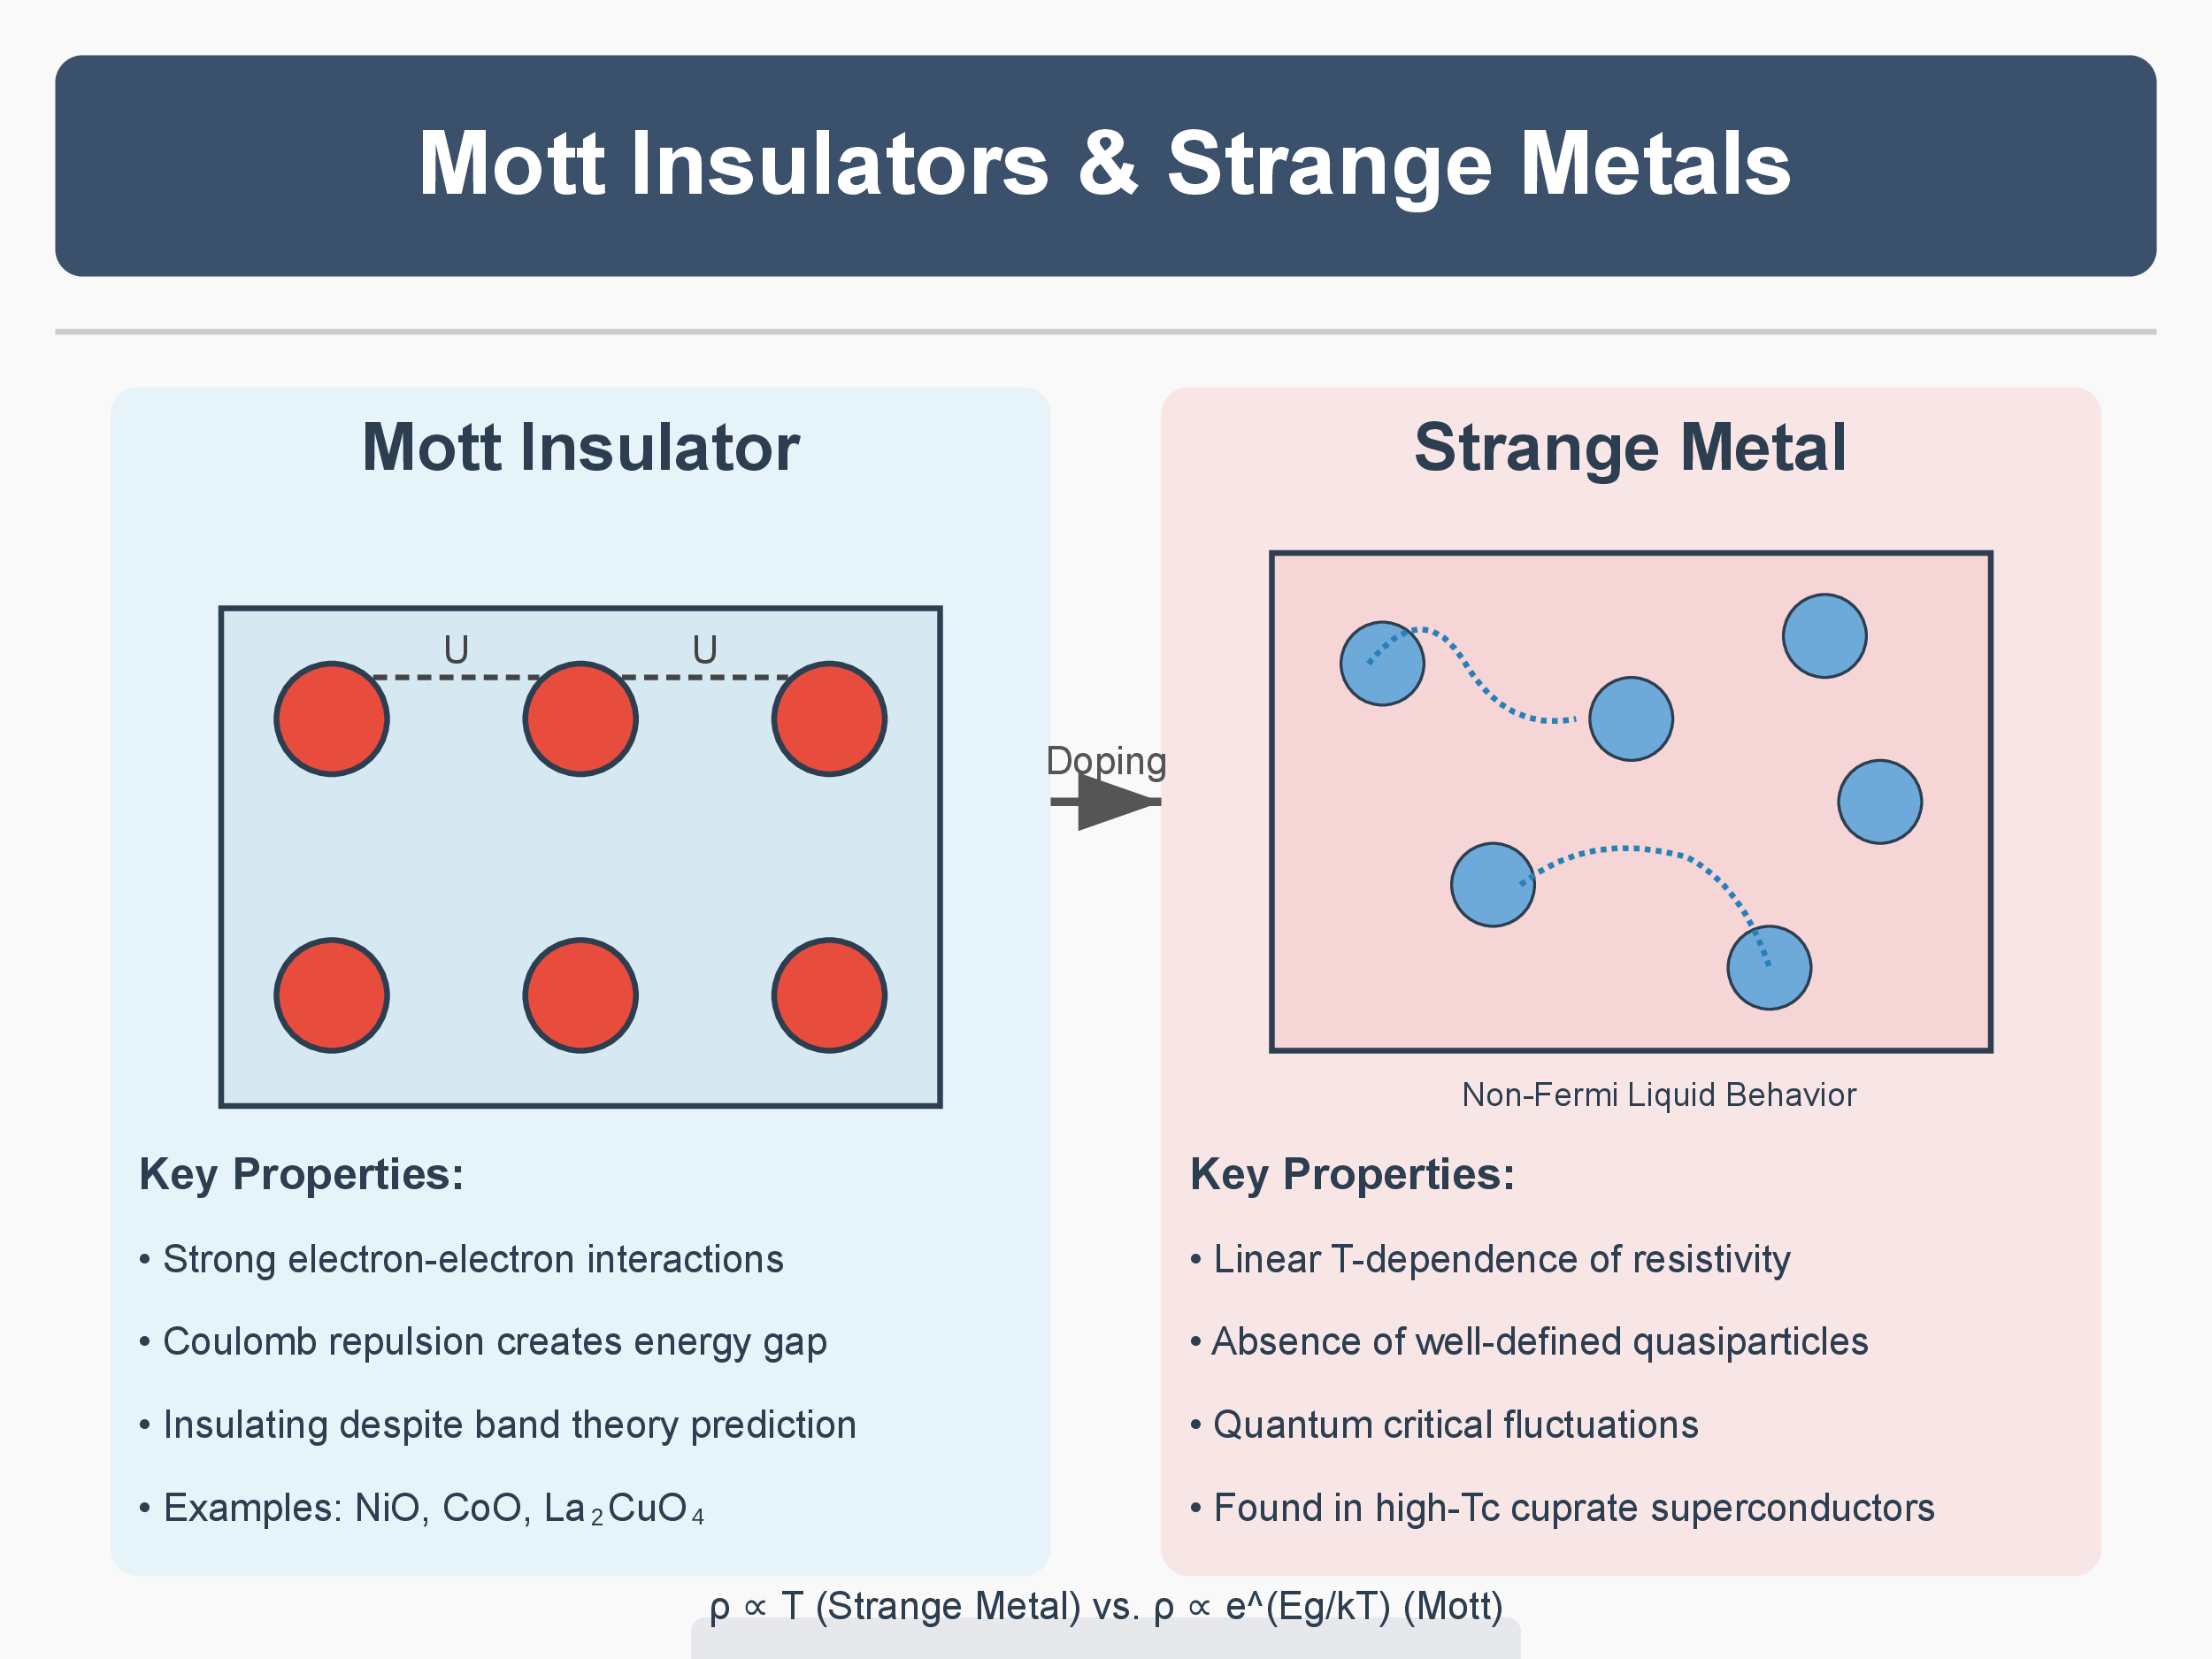 Mott Insulators & Strange Metals
Mott Insulator
U
U
Key Properties:
• Strong electron-electron interactions
• Coulomb repulsion creates energy gap
• Insulating despite band theory prediction
• Examples: NiO, CoO, La₂CuO₄
Doping
Strange Metal
Non-Fermi Liquid Behavior
Key Properties:
• Linear T-dependence of resistivity
• Absence of well-defined quasiparticles
• Quantum critical fluctuations
• Found in high-Tc cuprate superconductors
ρ ∝ T (Strange Metal) vs. ρ ∝ e^(Eg/kT) (Mott)